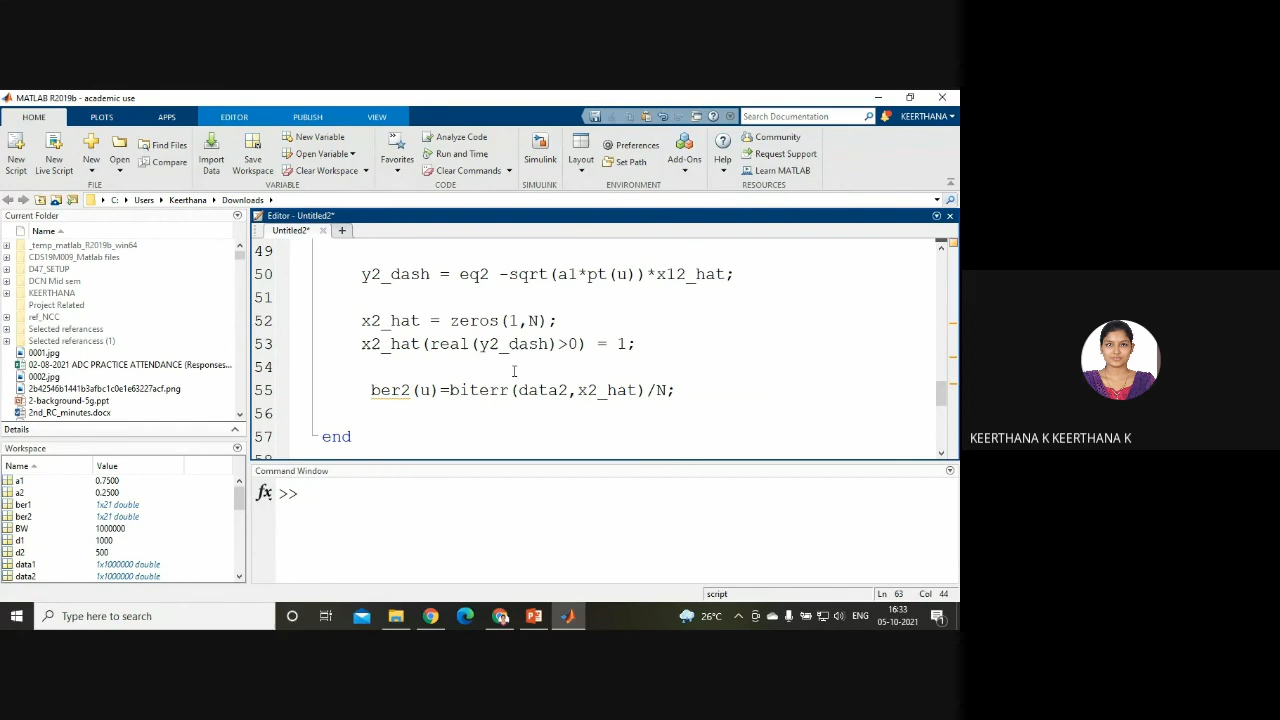 MATLAB R2019b - academic use
HOME PLOTS APPS EDITOR PUBLISH VIEW Search Documentation KEERTHANA
New Script New Live Script New Open Find Files Compare Import Data Save Workspace New Variable Open Variable Clear Workspace Favorites Analyze Code Run and Time Clear Commands Simulink Layout Preferences Set Path Add-Ons Help Community Request Support Learn MATLAB
FILE VARIABLE CODE SIMULINK ENVIRONMENT RESOURCES
C: Users Keerthana Downloads
Current Folder
Name
_temp_matlab_R2019b_win64
CDS19M009_Matlab files
D47_SETUP
DCN Mid sem
KEERTHANA
Project Related
ref_NCC
Selected referancess
Selected referancess (1)
0001.jpg
02-08-2021 ADC PRACTICE ATTENDANCE (Responses...
0002.jpg
2b42546b1441b3afbc1c0e1e63227caf.png
2-background-5g.ppt
2nd_RC_minutes.docx
Details
Workspace
Name Value
a1 0.7500
a2 0.2500
ber1 1x21 double
ber2 1x21 double
BW 1000000
d1 1000
d2 500
data1 1x1000000 double
data2 1x1000000 double
Editor - Untitled2*
Untitled2*
49
50 y2_dash = eq2 -sqrt(a1*pt(u))*x12_hat;
51
52 x2_hat = zeros(1,N);
53 x2_hat(real(y2_dash)>0) = 1;
54
55 ber2(u)=biterr(data2,x2_hat)/N;
56
57 end
Command Window
fx >>
script Ln 63 Col 44
Type here to search
26°C ENG 16:33
05-10-2021
KEERTHANA K KEERTHANA K